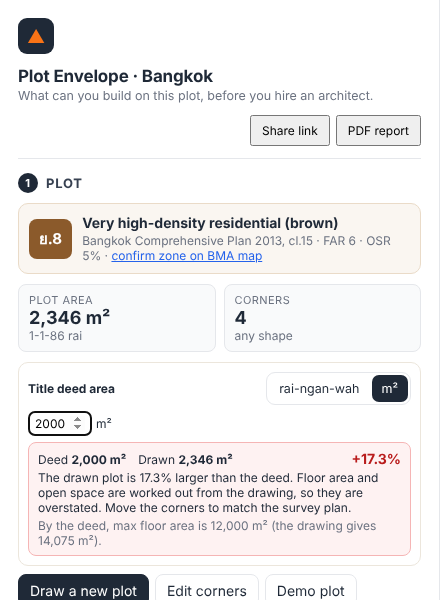 Plot Envelope · Bangkok
What can you build on this plot, before you hire an architect.
Share link
PDF report
1 PLOT
ย.8
Very high-density residential (brown)
Bangkok Comprehensive Plan 2013, cl.15 · FAR 6 · OSR
5% · confirm zone on BMA map
PLOT AREA
2,346 m²
1-1-86 rai
CORNERS
4
any shape
Title deed area
rai-ngan-wah
m²
2000 m²
Deed 2,000 m² Drawn 2,346 m² +17.3%
The drawn plot is 17.3% larger than the deed. Floor area and
open space are worked out from the drawing, so they are
overstated. Move the corners to match the survey plan.
By the deed, max floor area is 12,000 m² (the drawing gives
14,075 m²).
Draw a new plot
Edit corners
Demo plot